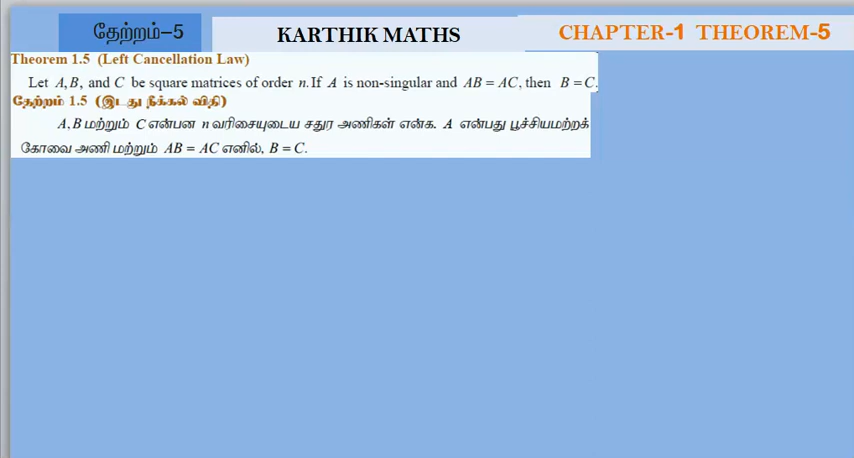 தேற்றம்-5
KARTHIK MATHS
CHAPTER-1 THEOREM-5
Theorem 1.5 (Left Cancellation Law)
Let A, B, and C be square matrices of order n. If A is non-singular and AB = AC, then B = C.
தேற்றம் 1.5 (இடது நீக்கல் விதி)
A, B மற்றும் C என்பன n வரிசையுடைய சதுர அணிகள் என்க. A என்பது பூச்சியமற்றக்
கோவை அணி மற்றும் AB = AC எனில், B = C.